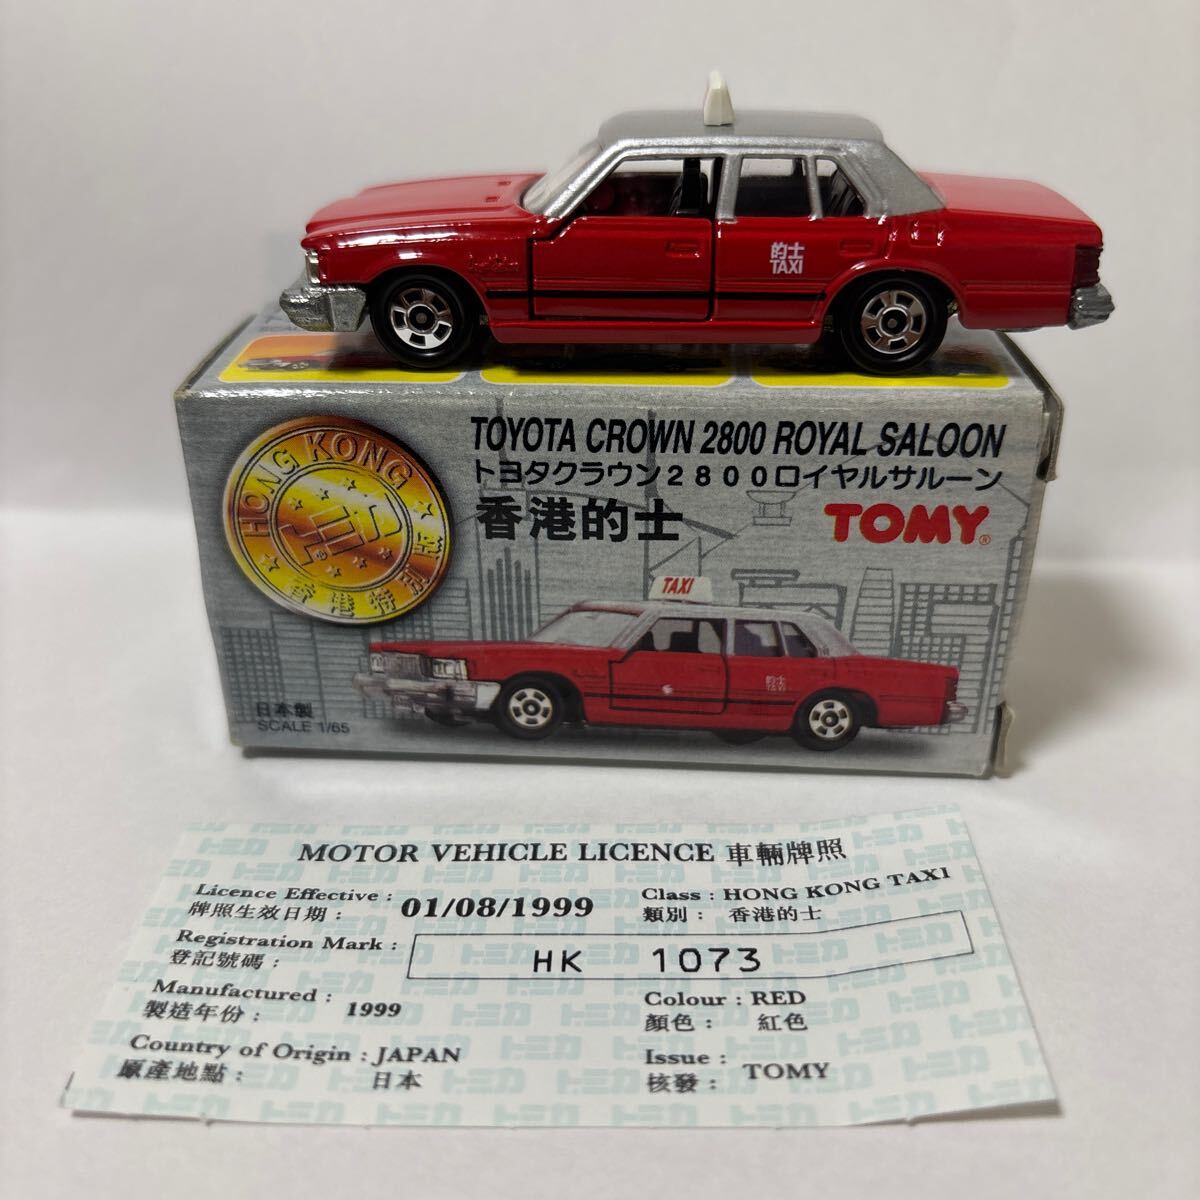 的士
TAXI
HONG KONG
香港特別版
TOYOTA CROWN 2800 ROYAL SALOON
トヨタクラウン2800ロイヤルサルーン
香港的士
TOMY®
TAXI
的士
TAXI
日本製
SCALE 1/65
MOTOR VEHICLE LICENCE 車輛牌照
Licence Effective : 01/08/1999
牌照生效日期 :
Class : HONG KONG TAXI
類別 : 香港的士
Registration Mark : HK 1073
登記號碼 :
Manufactured : 1999
製造年份 :
Colour : RED
顏色 : 紅色
Country of Origin : JAPAN
原產地點 : 日本
Issue : TOMY
核發 :
トミカ